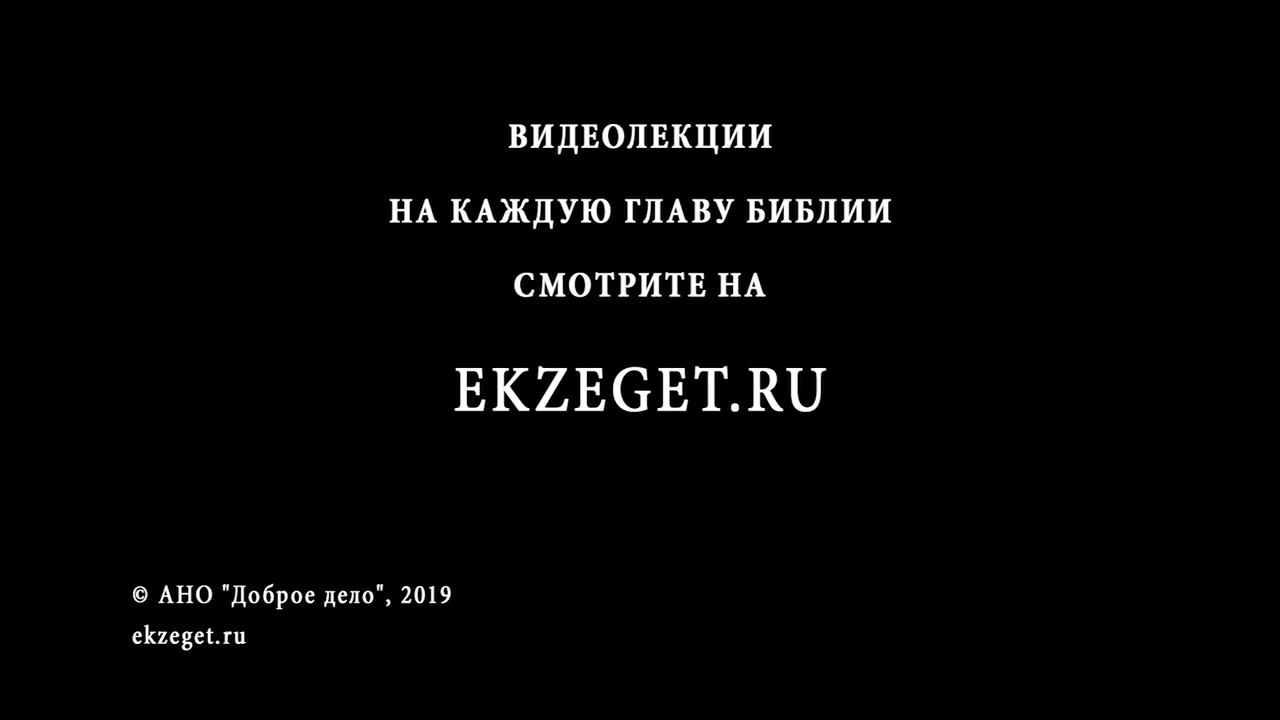 ВИДЕОЛЕКЦИИ
НА КАЖДУЮ ГЛАВУ БИБЛИИ
СМОТРИТЕ НА
EKZEGET.RU
© АНО "Доброе дело", 2019
ekzeget.ru